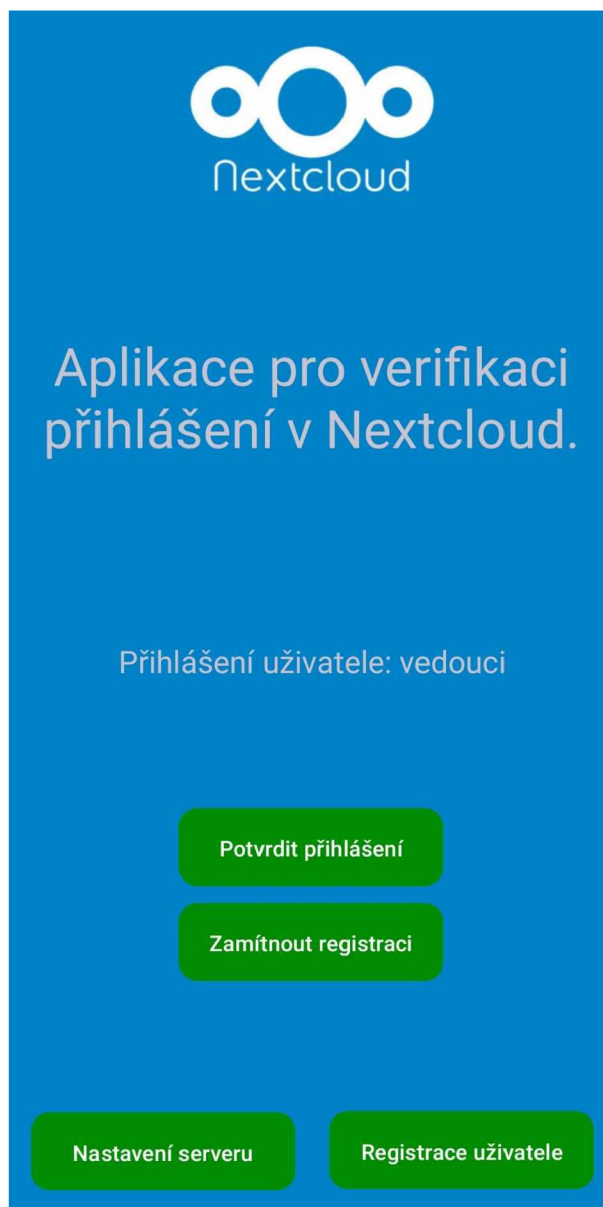 Nextcloud
Aplikace pro verifikaci
přihlášení v Nextcloud.
Přihlášení uživatele: vedouci
Potvrdit přihlášení
Zamítnout registraci
Nastavení serveru
Registrace uživatele